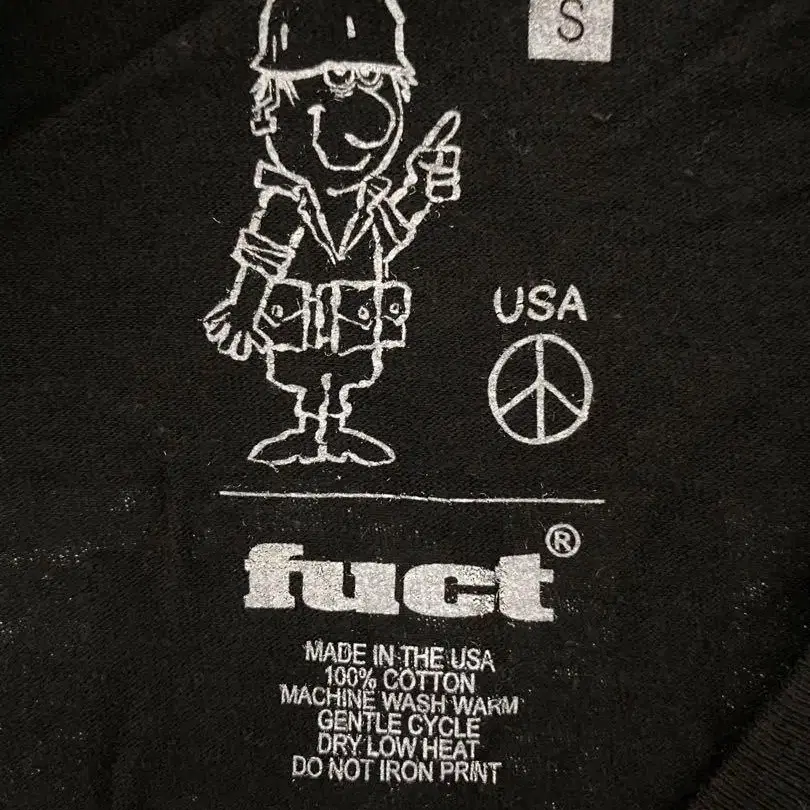 S
USA
fuct®
MADE IN THE USA
100% COTTON
MACHINE WASH WARM
GENTLE CYCLE
DRY LOW HEAT
DO NOT IRON PRINT